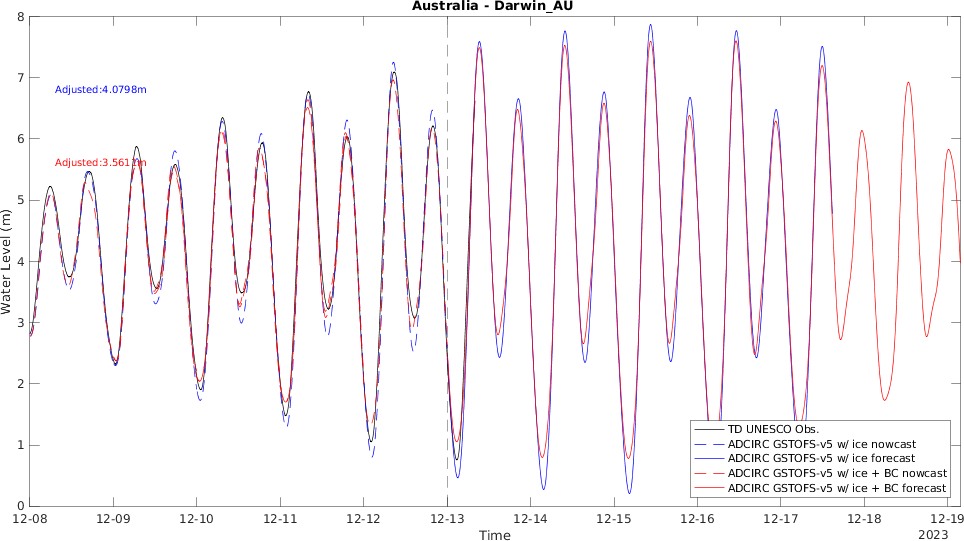 Australia - Darwin_AU
8
7
6
5
4
3
2
1
0
Water Level (m)
Adjusted:4.0798m
Adjusted:3.5611m
TD UNESCO Obs.
ADCIRC GSTOFS-v5 w/ ice nowcast
ADCIRC GSTOFS-v5 w/ ice forecast
ADCIRC GSTOFS-v5 w/ ice + BC nowcast
ADCIRC GSTOFS-v5 w/ ice + BC forecast
12-08 12-09 12-10 12-11 12-12 12-13 12-14 12-15 12-16 12-17 12-18 12-19
Time
2023